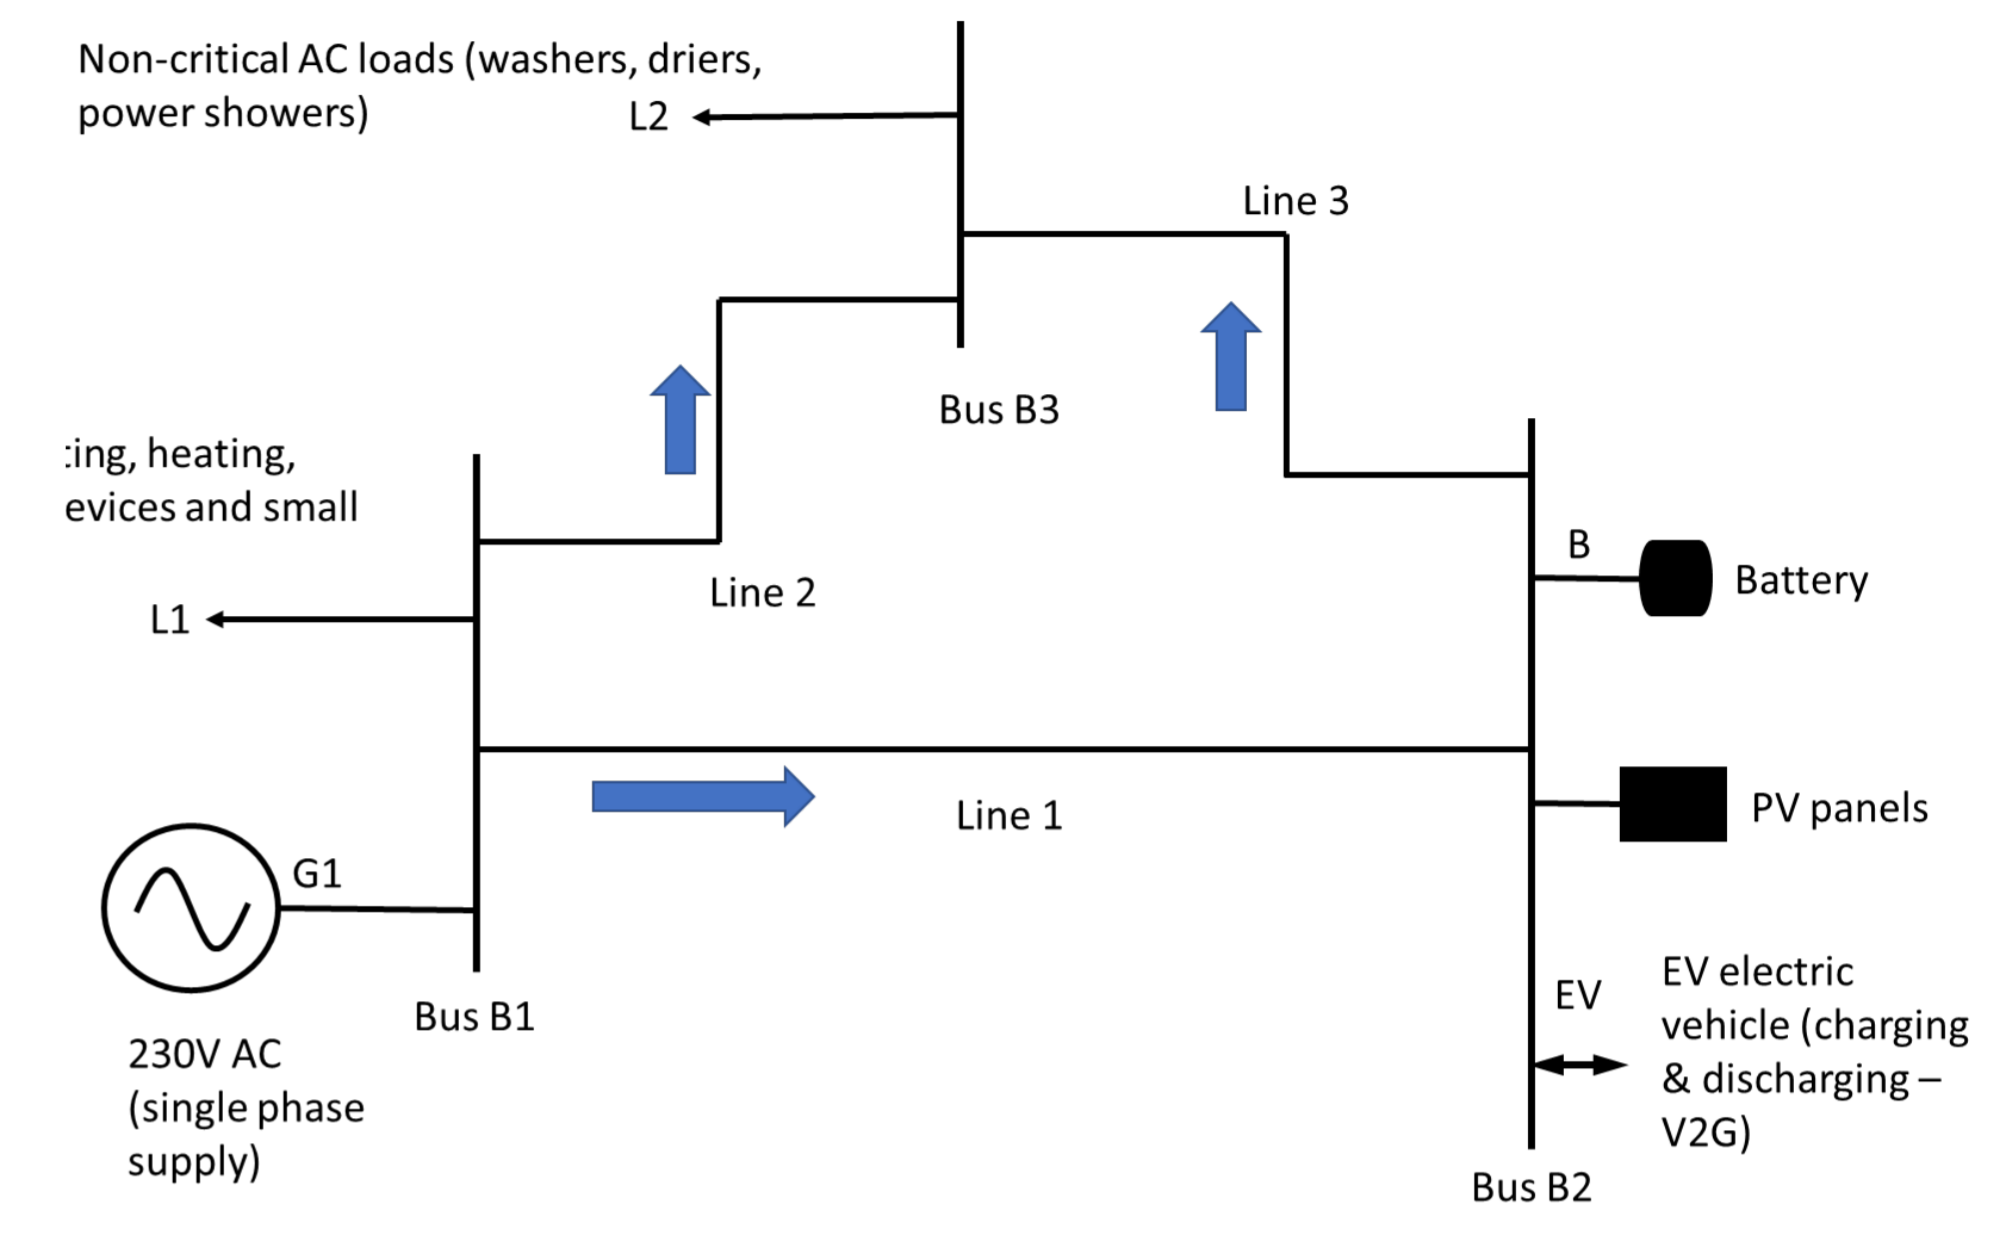 Non-critical AC loads (washers, driers,
power showers)
L2
Line 3
Bus B3
ing, heating,
evices and small
L1
Line 2
B
Battery
PV panels
Line 1
G1
Bus B1
230V AC
(single phase
supply)
EV
EV electric
vehicle (charging
& discharging –
V2G)
Bus B2